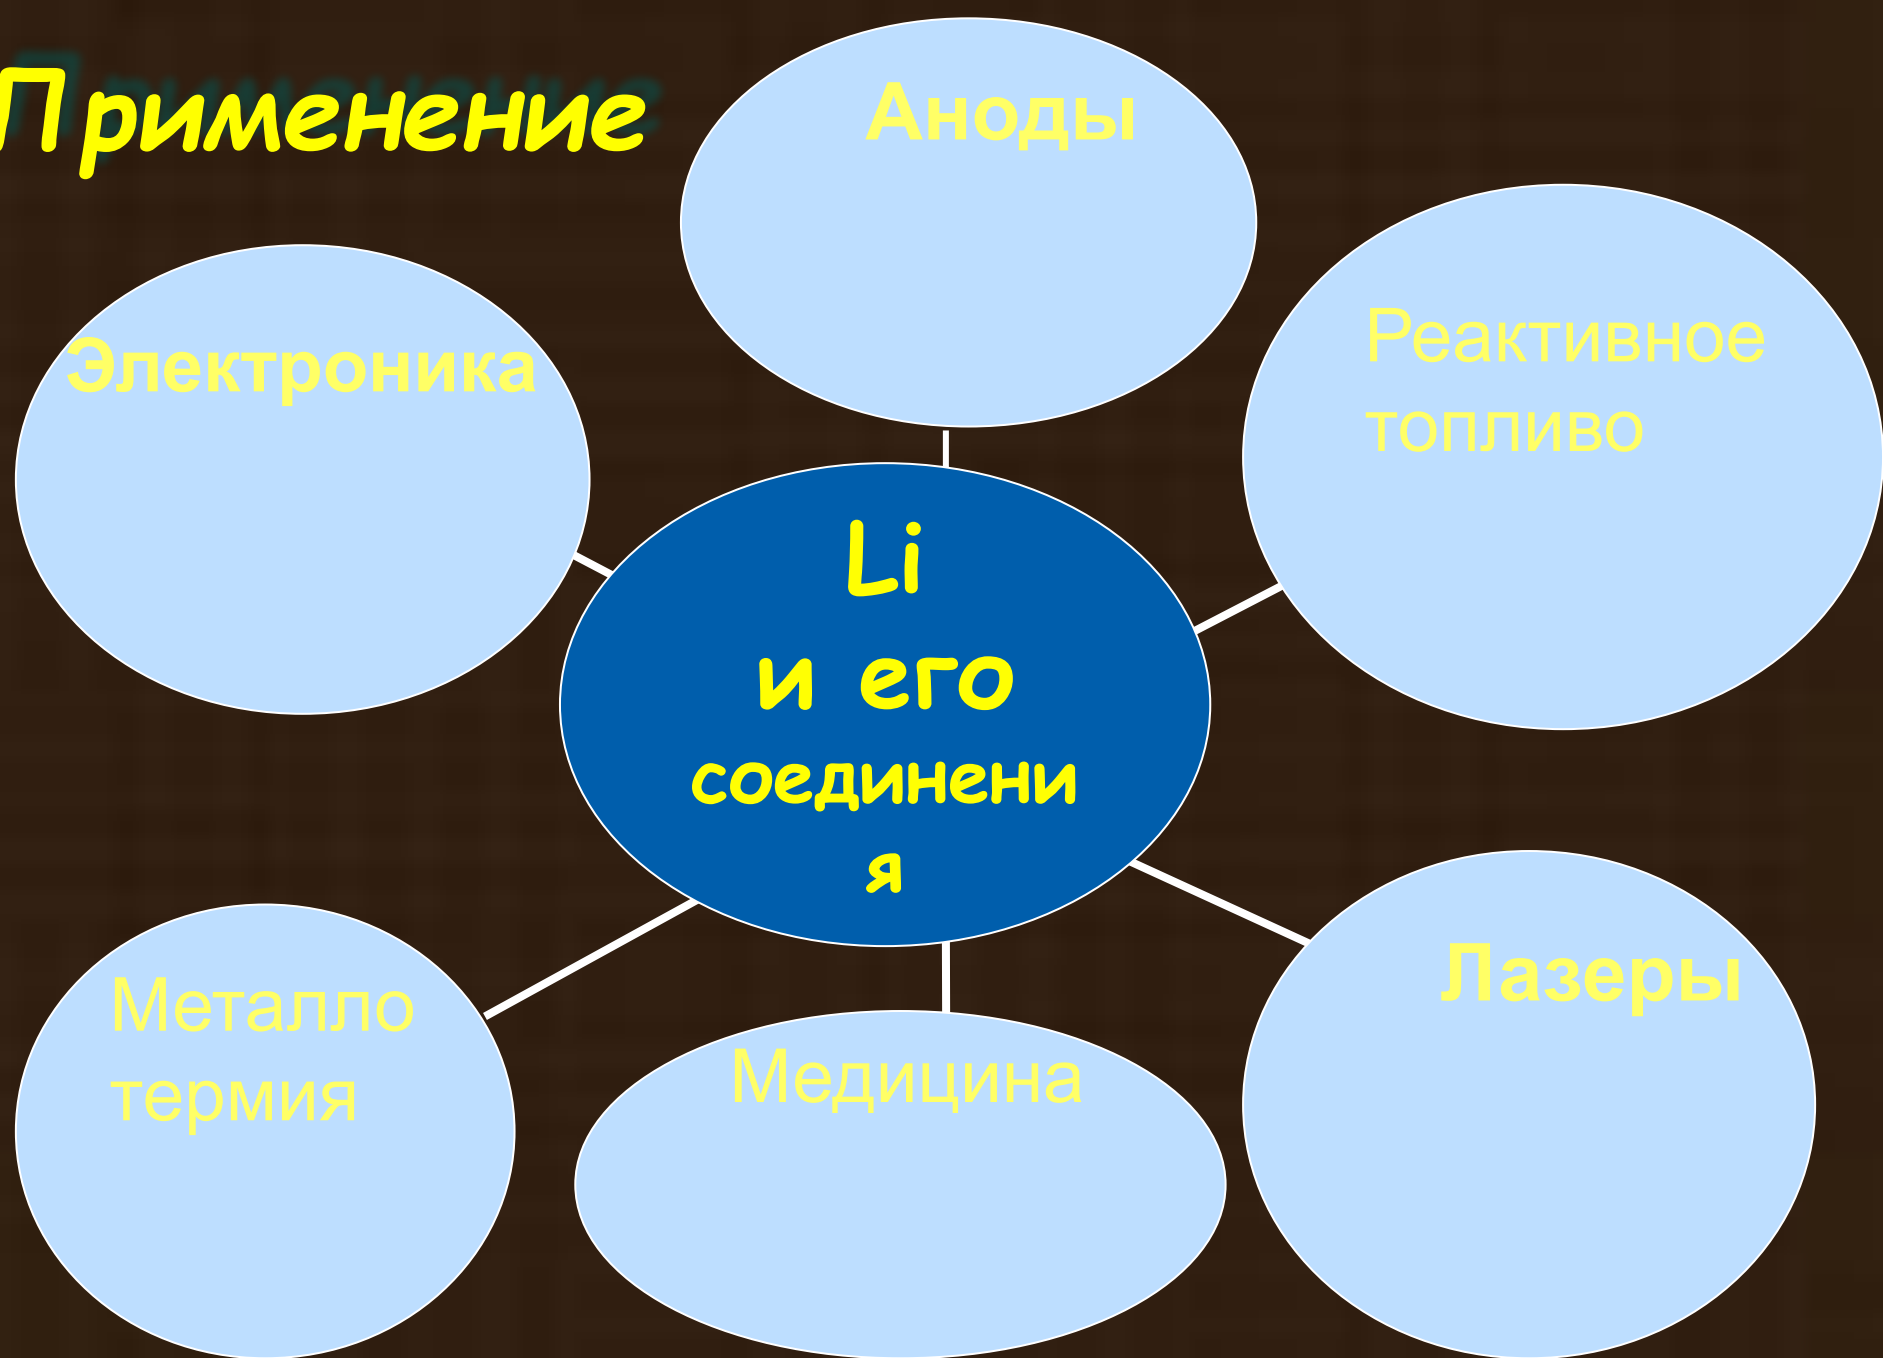 Применение
Аноды
Электроника
Реактивное
топливо
Li
и его
соединени
я
Металло
термия
Медицина
Лазеры